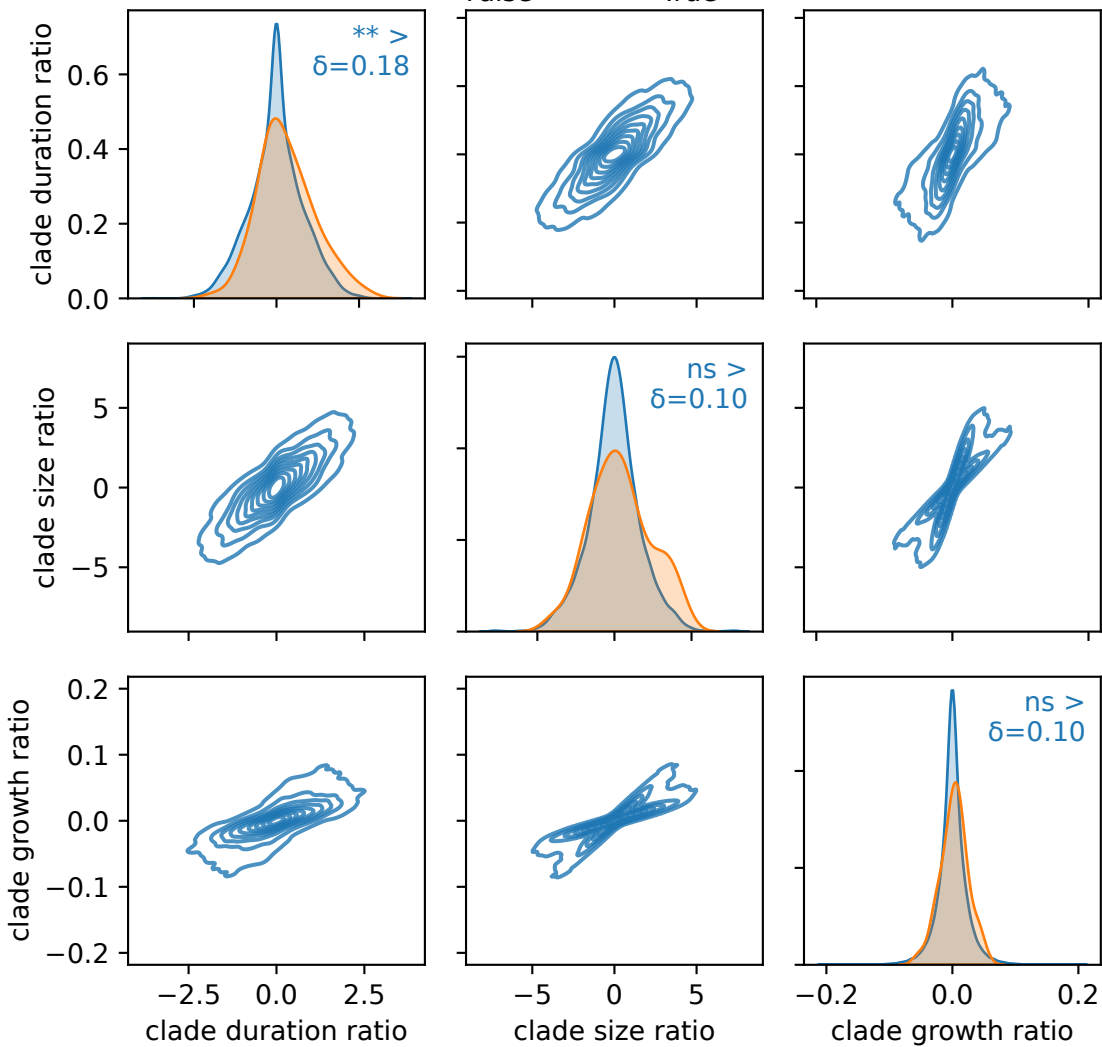 ** >
δ=0.18
0.6
0.4
0.2
0.0
clade duration ratio
ns >
δ=0.10
5
0
−5
clade size ratio
ns >
δ=0.10
0.2
0.1
0.0
−0.1
−0.2
clade growth ratio
−2.5 0.0 2.5
−5 0 5
−0.2 0.0 0.2
clade duration ratio
clade size ratio
clade growth ratio